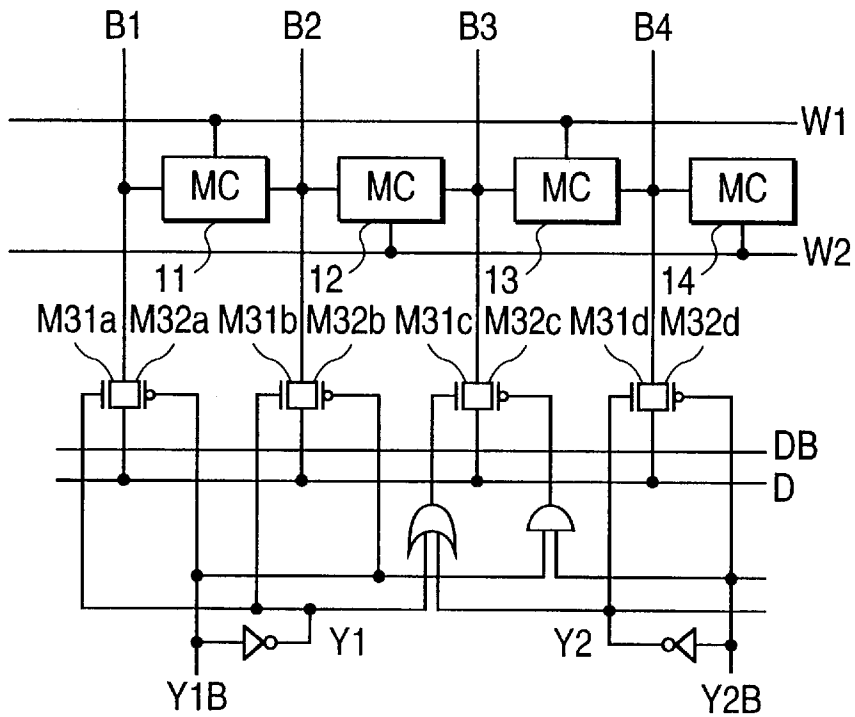 B1 B2 B3 B4
W1
MC MC MC MC
W2
11 12 13 14
M31a M32a M31b M32b M31c M32c M31d M32d
DB
D
Y1 Y2
Y1B Y2B